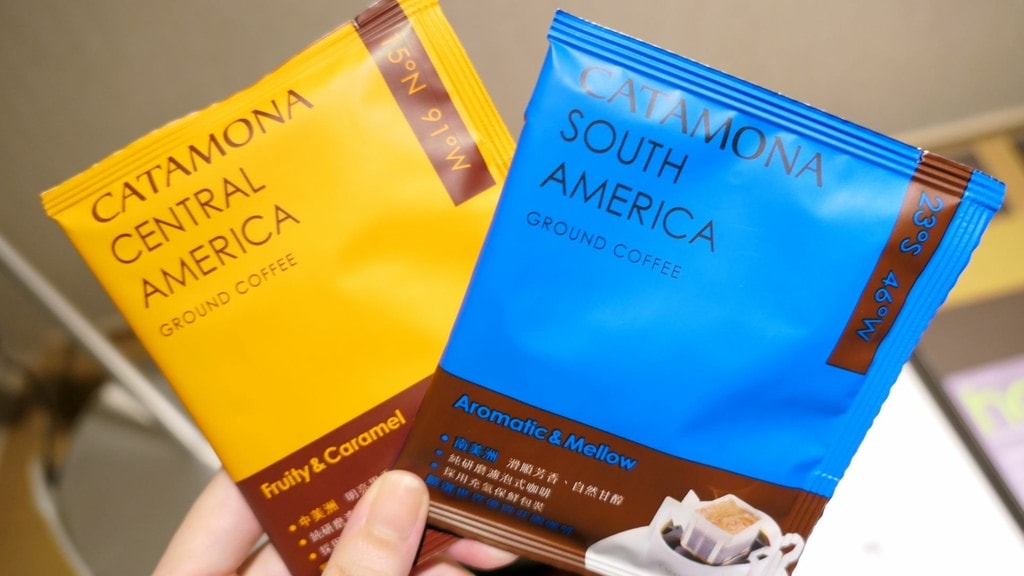 CATAMONA
CENTRAL
AMERICA
GROUND COFFEE
5°N 91°W
Fruity & Caramel
中美洲
CATAMONA
SOUTH
AMERICA
GROUND COFFEE
23°S 46°W
Aromatic & Mellow
南美洲 滑順芳香、自然甘醇
純研磨濾泡式咖啡
採用充氮保鮮包裝